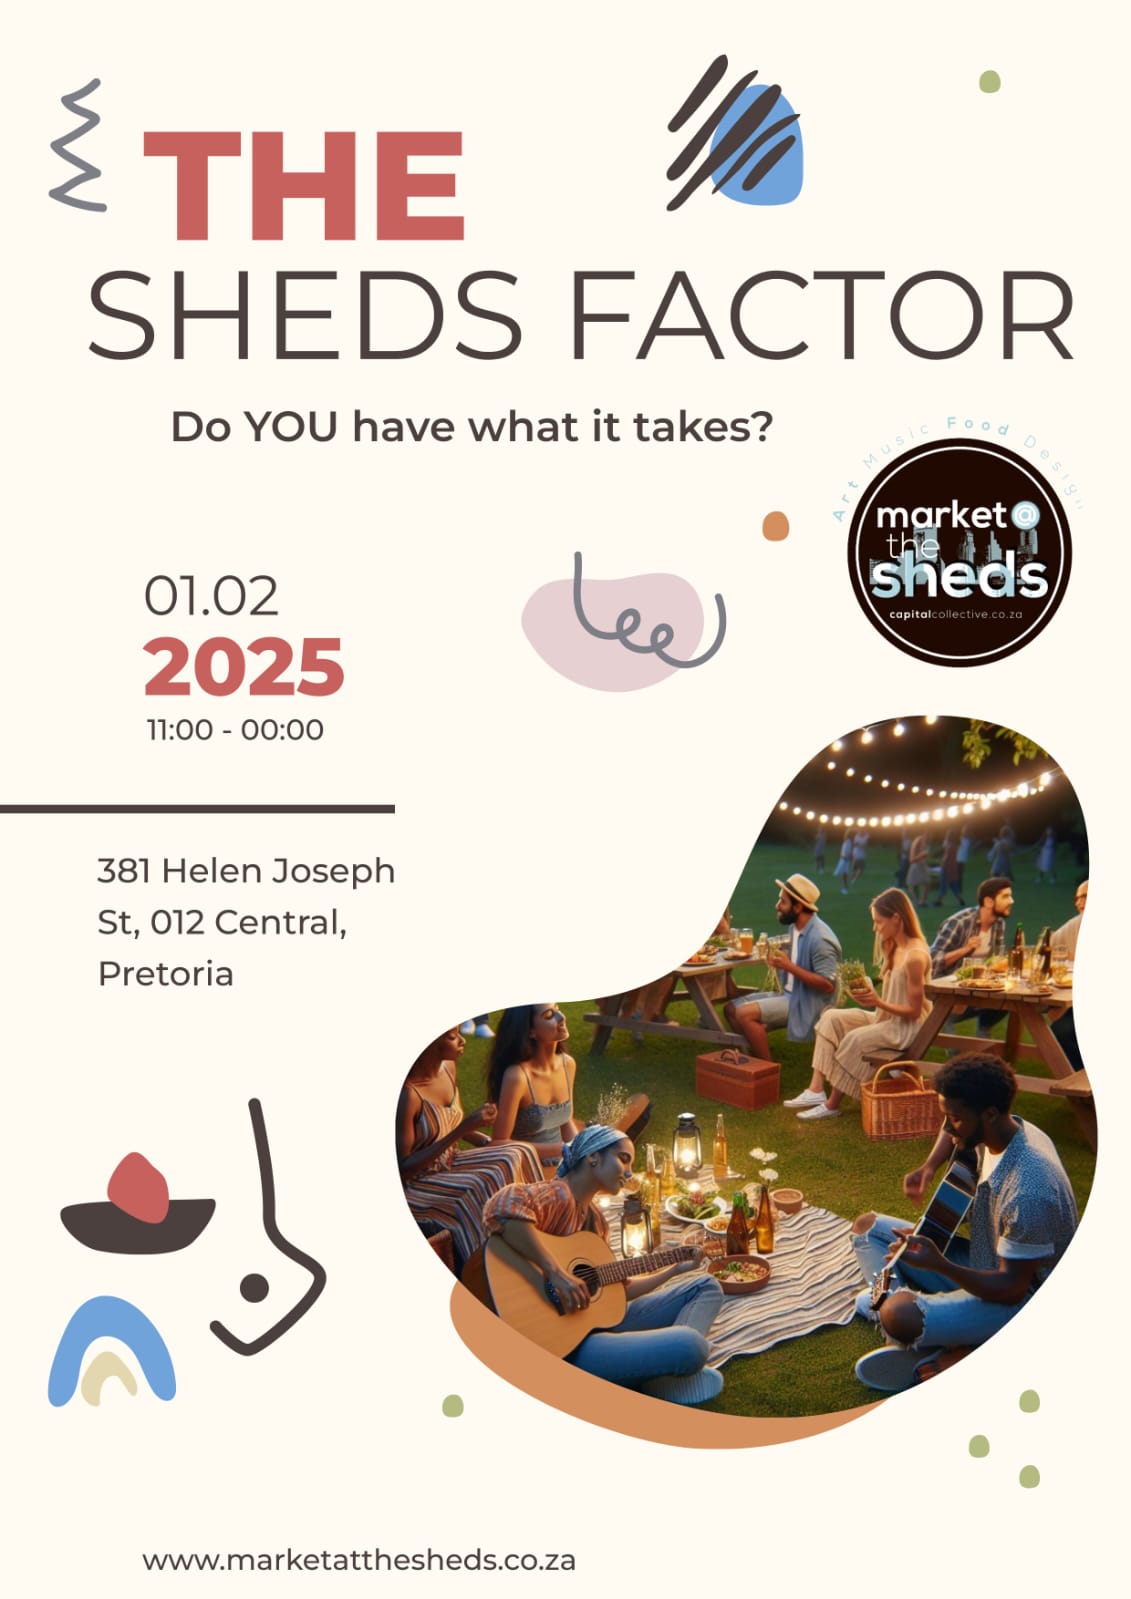 THE
SHEDS FACTOR
Do YOU have what it takes?
Art Music Food Design
market@
the
sheds
capitalcollective.co.za
01.02
2025
11:00 - 00:00
381 Helen Joseph
St, 012 Central,
Pretoria
www.marketatthesheds.co.za